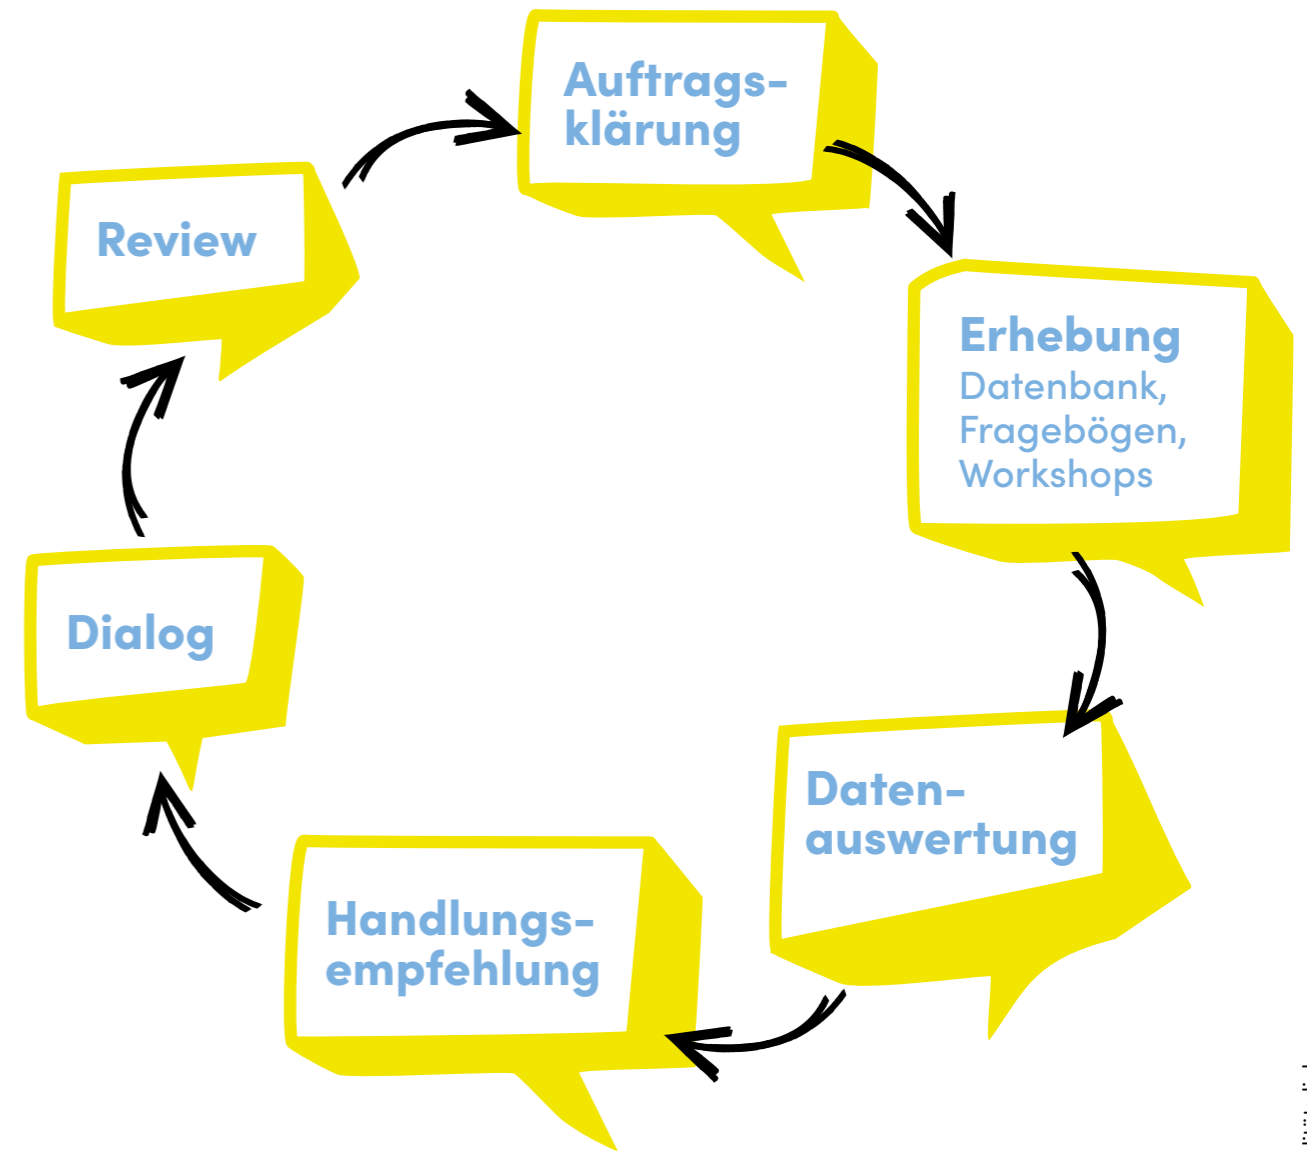 Auftrags-
klärung
Erhebung
Datenbank,
Fragebögen,
Workshops
Daten-
auswertung
Handlungs-
empfehlung
Dialog
Review